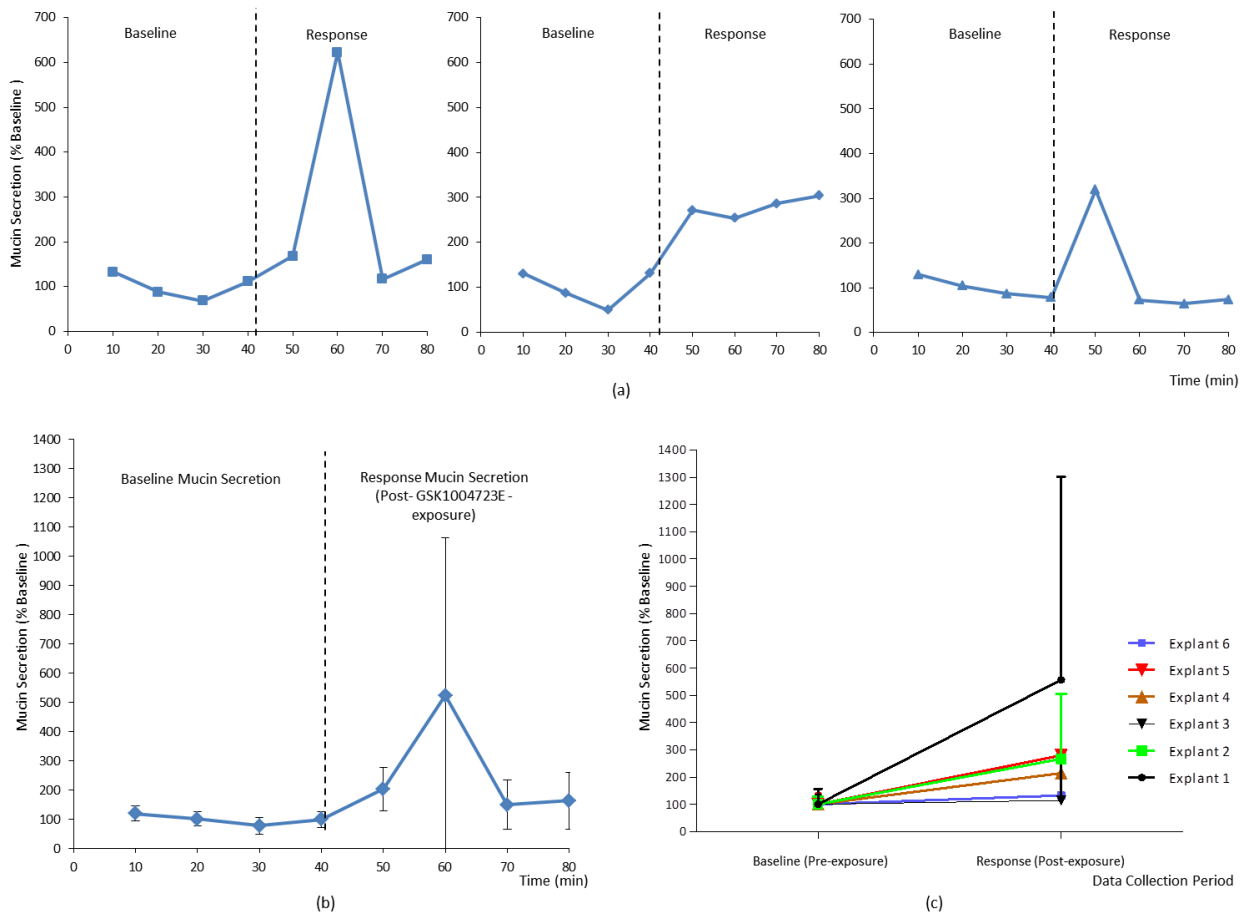 Mucin Secretion (% Baseline )
700
600
500
400
300
200
100
0
Baseline
Response
0 10 20 30 40 50 60 70 80
700
600
500
400
300
200
100
0
Baseline
Response
0 10 20 30 40 50 60 70 80
700
600
500
400
300
200
100
0
Baseline
Response
0 10 20 30 40 50 60 70 80
Time (min)
(a)
Mucin Secretion (% Baseline )
1400
1300
1200
1100
1000
900
800
700
600
500
400
300
200
100
0
Baseline Mucin Secretion
Response Mucin Secretion
(Post- GSK1004723E -
exposure)
0 10 20 30 40 50 60 70 80
Time (min)
(b)
Mucin Secretion (% Baseline )
1400
1300
1200
1100
1000
900
800
700
600
500
400
300
200
100
0
Explant 6
Explant 5
Explant 4
Explant 3
Explant 2
Explant 1
Baseline (Pre-exposure)
Response (Post-exposure)
Data Collection Period
(c)